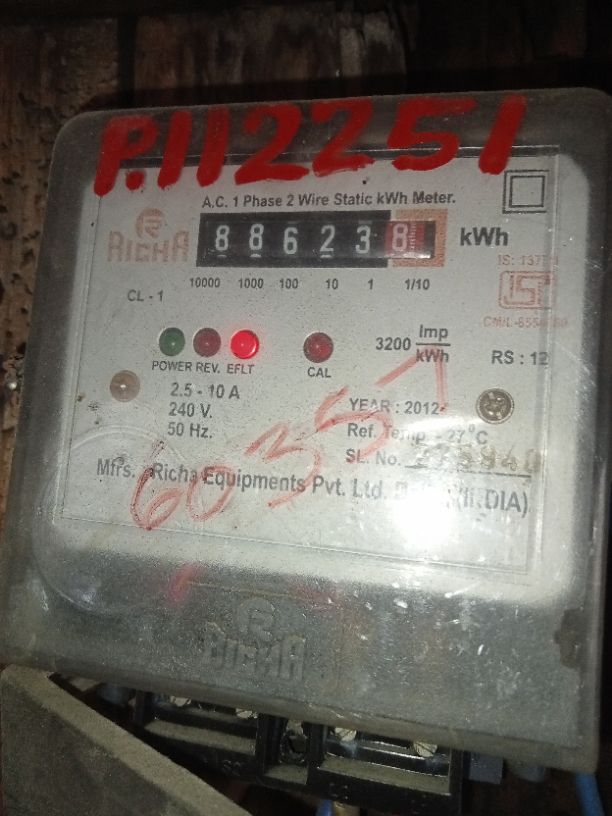 P.112251
A.C. 1 Phase 2 Wire Static kWh Meter.
RICHA
886238 kWh
10000 1000 100 10 1 1/10
CL - 1
3200 Imp/kWh
RS : 12
POWER REV. EFLT CAL
2.5 - 10 A
240 V.
50 Hz.
YEAR : 2012
Ref. Temp - 27°C
SL. No.
60357
Mfrs. Richa Equipments Pvt. Ltd. (INDIA)
RICHA